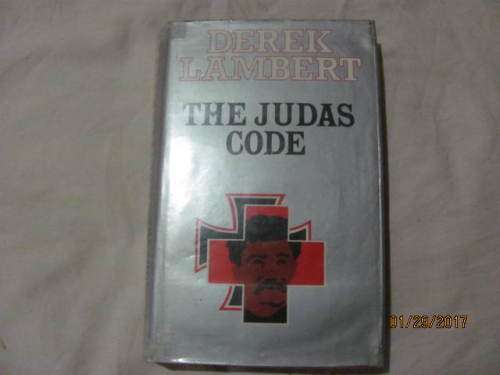 DEREK
LAMBERT
THE JUDAS
CODE
01/29/2017